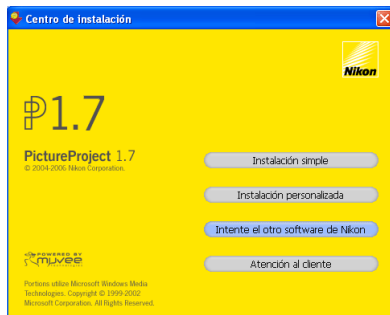 Centro de instalación
Nikon
P1.7
PictureProject 1.7
© 2004-2006 Nikon Corporation.
Instalación simple
Instalación personalizada
Intente el otro software de Nikon
Atención al cliente
POWERED BY
muvee
Portions utilize Microsoft Windows Media
Technologies. Copyright © 1999-2002
Microsoft Corporation. All Rights Reserved.